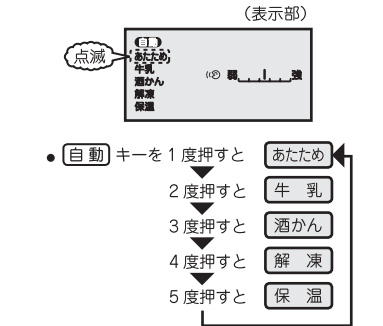 (表示部)
点滅
自動
あたため
牛乳
酒かん
解凍
保温
弱 強
● 自動 キーを1度押すと あたため
2度押すと 牛 乳
3度押すと 酒かん
4度押すと 解 凍
5度押すと 保 温